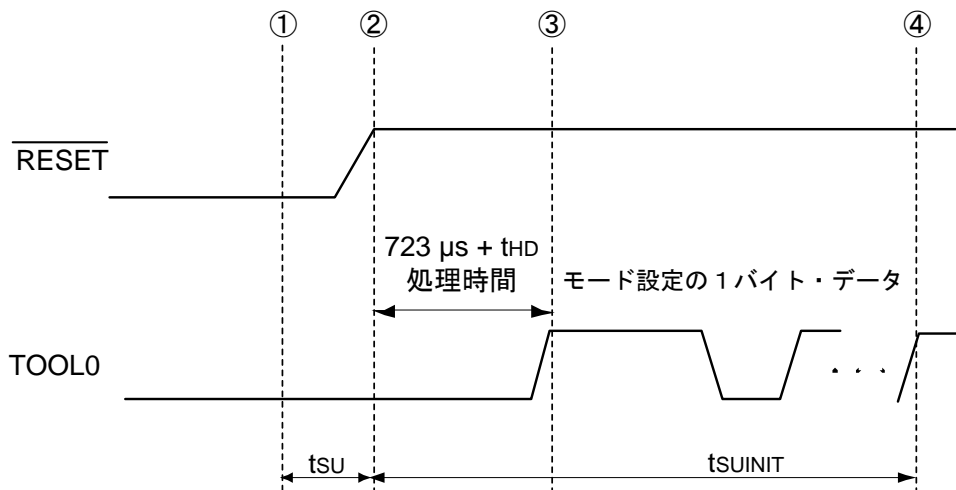 ① ② ③ ④
RESET
723 µs + tHD
処理時間
モード設定の1バイト・データ
TOOL0
. . .
tSU
tSUINIT